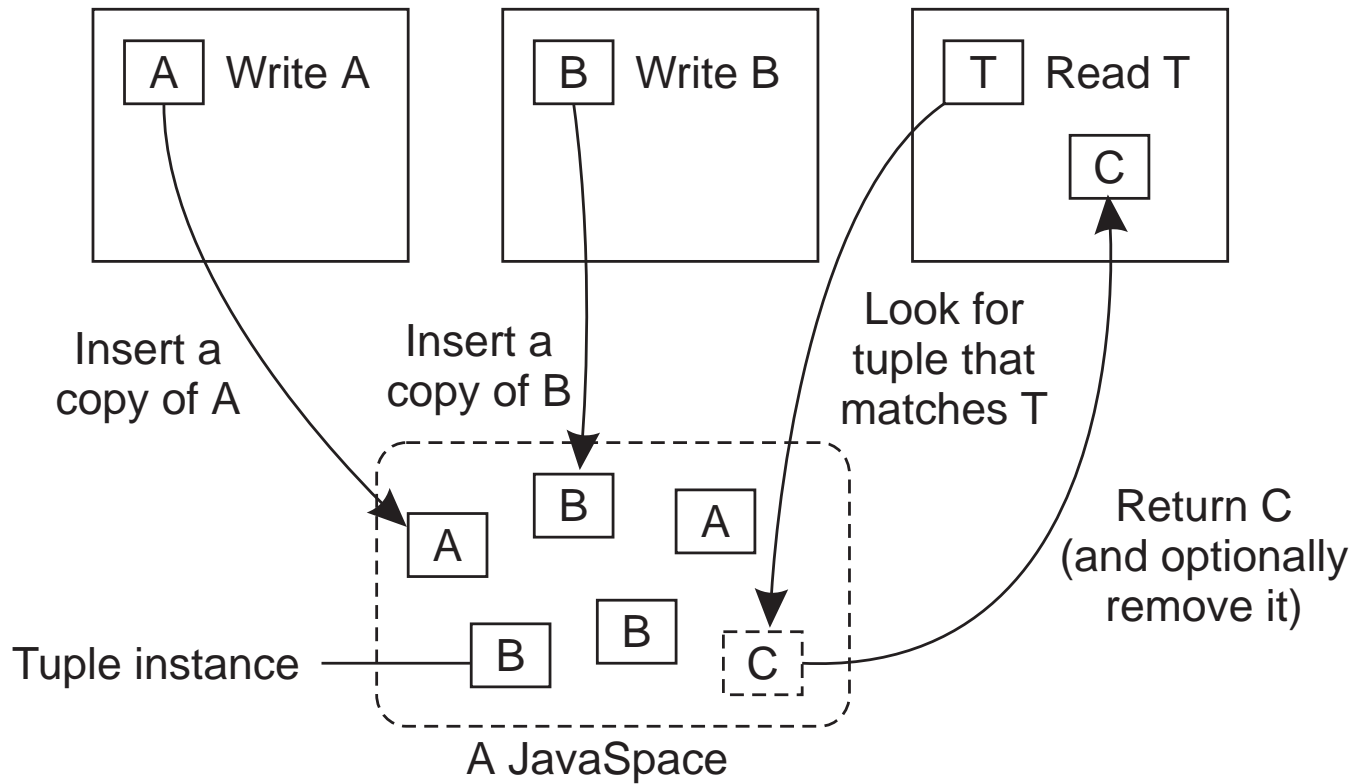 A Write A
B Write B
T Read T
C
Insert a
copy of A
Insert a
copy of B
Look for
tuple that
matches T
Return C
(and optionally
remove it)
A
B
A
B
B
C
Tuple instance
A JavaSpace